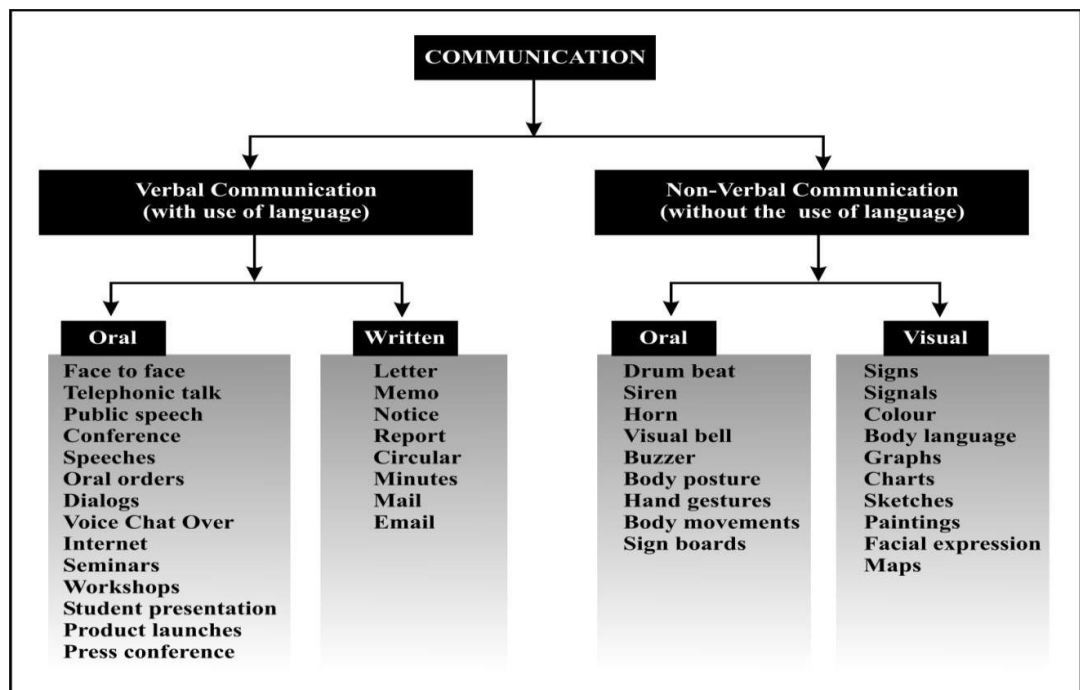 COMMUNICATION
Verbal Communication
(with use of language)
Non-Verbal Communication
(without the use of language)
Oral
Face to face
Telephonic talk
Public speech
Conference
Speeches
Oral orders
Dialogs
Voice Chat Over
Internet
Seminars
Workshops
Student presentation
Product launches
Press conference
Written
Letter
Memo
Notice
Report
Circular
Minutes
Mail
Email
Oral
Drum beat
Siren
Horn
Visual bell
Buzzer
Body posture
Hand gestures
Body movements
Sign boards
Visual
Signs
Signals
Colour
Body language
Graphs
Charts
Sketches
Paintings
Facial expression
Maps